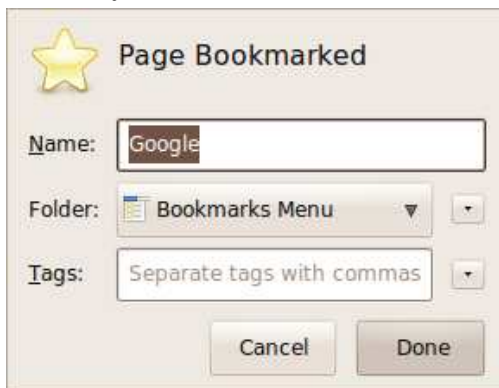 Page Bookmarked
Name: Google
Folder: Bookmarks Menu
Tags: Separate tags with commas
Cancel Done